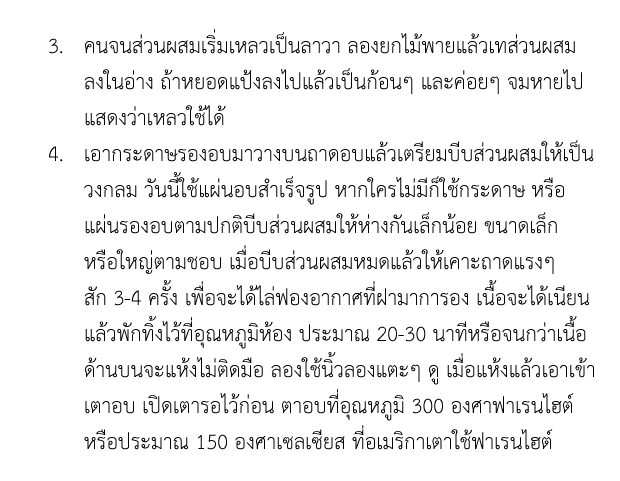 3. คนจนส่วนผสมเริ่มเหลวเป็นลาวา ลองยกไม้พายแล้วเทส่วนผสม
ลงในอ่าง ถ้าหยอดแป้งลงไปแล้วเป็นก้อนๆ และค่อยๆ จมหายไป
แสดงว่าเหลวใช้ได้
4. เอากระดาษรองอบมาวางบนถาดอบแล้วเตรียมบีบส่วนผสมให้เป็น
วงกลม วันนี้ใช้แผ่นอบสำเร็จรูป หากใครไม่มีก็ใช้กระดาษ หรือ
แผ่นรองอบตามปกติบีบส่วนผสมให้ห่างกันเล็กน้อย ขนาดเล็ก
หรือใหญ่ตามชอบ เมื่อบีบส่วนผสมหมดแล้วให้เคาะถาดแรงๆ
สัก 3-4 ครั้ง เพื่อจะได้ไล่ฟองอากาศที่ฝามาการอง เนื้อจะได้เนียน
แล้วพักทิ้งไว้ที่อุณหภูมิห้อง ประมาณ 20-30 นาทีหรือจนกว่าเนื้อ
ด้านบนจะแห้งไม่ติดมือ ลองใช้นิ้วลองแตะๆ ดู เมื่อแห้งแล้วเอาเข้า
เตาอบ เปิดเตารอไว้ก่อน ตาอบที่อุณหภูมิ 300 องศาฟาเรนไฮต์
หรือประมาณ 150 องศาเซลเซียส ที่อเมริกาเตาใช้ฟาเรนไฮต์